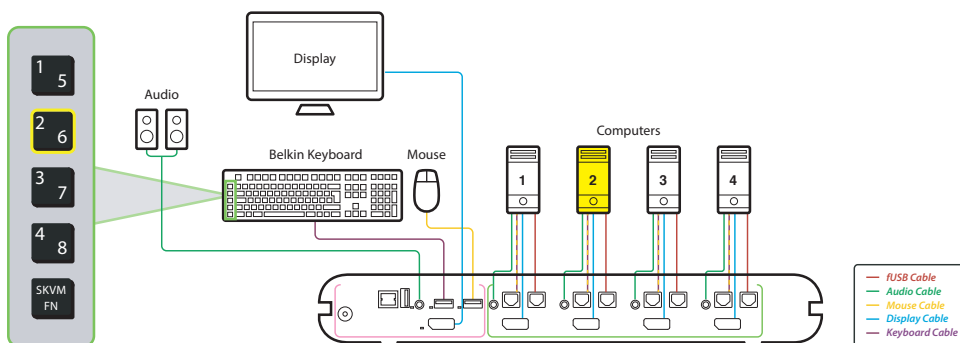 1
5
2
6
3
7
4
8
SKVM
FN
Audio
Display
Belkin Keyboard
Mouse
Computers
1
2
3
4
fUSB Cable
Audio Cable
Mouse Cable
Display Cable
Keyboard Cable